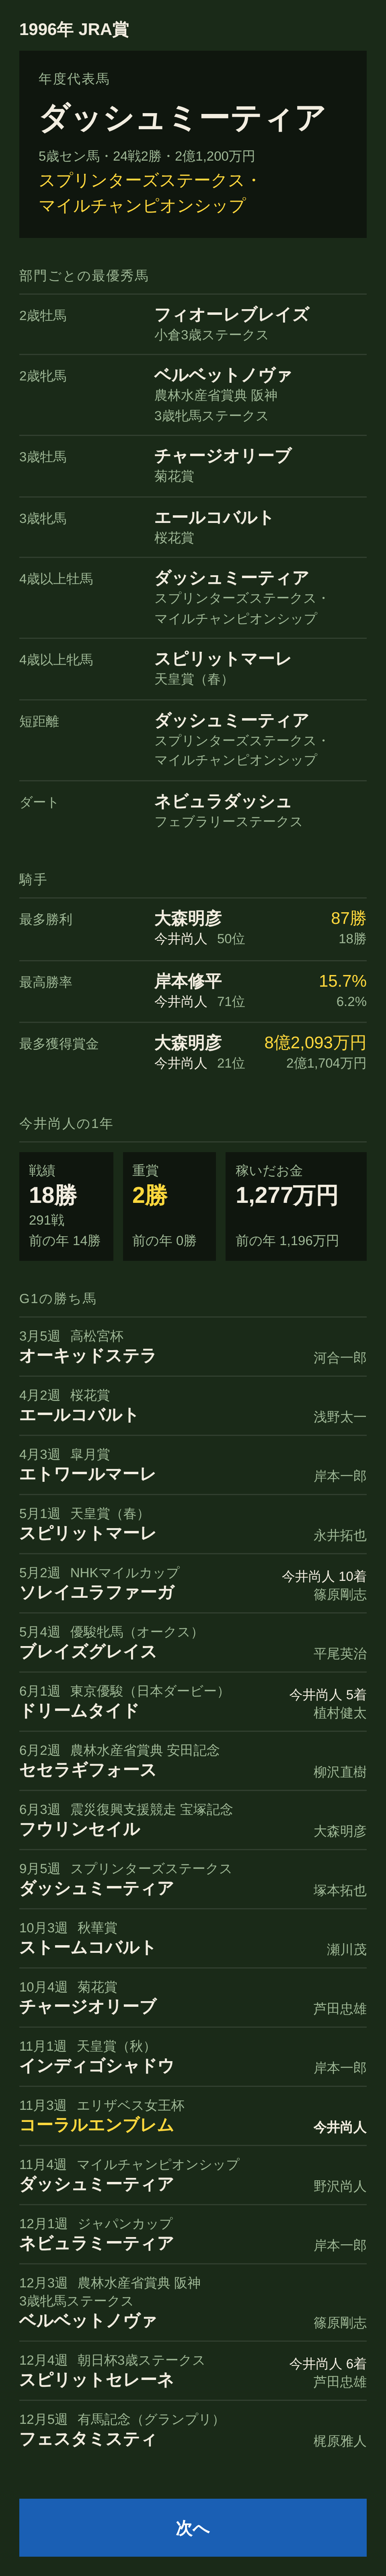 1996年 JRA賞
年度代表馬
ダッシュミーティア
5歳セン馬・24戦2勝・2億1,200万円
スプリンターズステークス・
マイルチャンピオンシップ
部門ごとの最優秀馬
2歳牡馬
フィオーレブレイズ
小倉3歳ステークス
2歳牝馬
ベルベットノヴァ
農林水産省賞典 阪神
3歳牝馬ステークス
3歳牡馬
チャージオリーブ
菊花賞
3歳牝馬
エールコバルト
桜花賞
4歳以上牡馬
ダッシュミーティア
スプリンターズステークス・
マイルチャンピオンシップ
4歳以上牝馬
スピリットマーレ
天皇賞（春）
短距離
ダッシュミーティア
スプリンターズステークス・
マイルチャンピオンシップ
ダート
ネビュラダッシュ
フェブラリーステークス
騎手
最多勝利 大森明彦 87勝
今井尚人 50位 18勝
最高勝率 岸本修平 15.7%
今井尚人 71位 6.2%
最多獲得賞金 大森明彦 8億2,093万円
今井尚人 21位 2億1,704万円
今井尚人の1年
戦績
18勝
291戦
前の年 14勝
重賞
2勝
前の年 0勝
稼いだお金
1,277万円
前の年 1,196万円
G1の勝ち馬
3月5週 高松宮杯
オーキッドステラ 河合一郎
4月2週 桜花賞
エールコバルト 浅野太一
4月3週 皐月賞
エトワールマーレ 岸本一郎
5月1週 天皇賞（春）
スピリットマーレ 永井拓也
5月2週 NHKマイルカップ 今井尚人 10着
ソレイユラファーガ 篠原剛志
5月4週 優駿牝馬（オークス）
ブレイズグレイス 平尾英治
6月1週 東京優駿（日本ダービー） 今井尚人 5着
ドリームタイド 植村健太
6月2週 農林水産省賞典 安田記念
セセラギフォース 柳沢直樹
6月3週 震災復興支援競走 宝塚記念
フウリンセイル 大森明彦
9月5週 スプリンターズステークス
ダッシュミーティア 塚本拓也
10月3週 秋華賞
ストームコバルト 瀬川茂
10月4週 菊花賞
チャージオリーブ 芦田忠雄
11月1週 天皇賞（秋）
インディゴシャドウ 岸本一郎
11月3週 エリザベス女王杯
コーラルエンブレム 今井尚人
11月4週 マイルチャンピオンシップ
ダッシュミーティア 野沢尚人
12月1週 ジャパンカップ
ネビュラミーティア 岸本一郎
12月3週 農林水産省賞典 阪神
3歳牝馬ステークス
ベルベットノヴァ 篠原剛志
12月4週 朝日杯3歳ステークス 今井尚人 6着
スピリットセレーネ 芦田忠雄
12月5週 有馬記念（グランプリ）
フェスタミスティ 梶原雅人
次へ